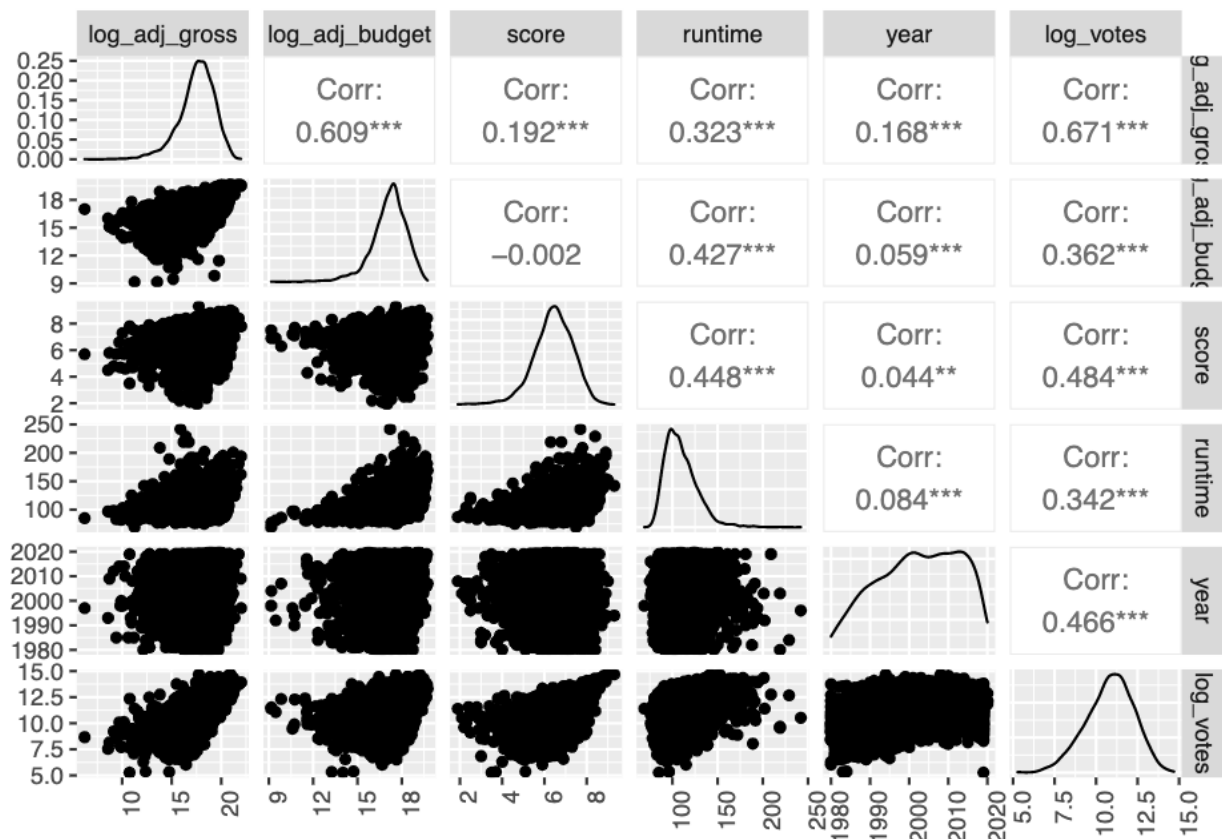 log_adj_gross log_adj_budget score runtime year log_votes
0.25
0.20
0.15
0.10
0.05
0.00
Corr:
0.609***
Corr:
0.192***
Corr:
0.323***
Corr:
0.168***
Corr:
0.671***
g_adj_gros
18
15
12
9
Corr:
−0.002
Corr:
0.427***
Corr:
0.059***
Corr:
0.362***
_adj_budg
8
6
4
2
Corr:
0.448***
Corr:
0.044**
Corr:
0.484***
score
250
200
150
100
Corr:
0.084***
Corr:
0.342***
runtime
2020
2010
2000
1990
1980
Corr:
0.466***
year
15.0
12.5
10.0
7.5
5.0
log_votes
10 15 20
9 12 15 18
2 4 6 8
100 150 200 250
1980 1990 2000 2010 2020
5.0 7.5 10.0 12.5 15.0